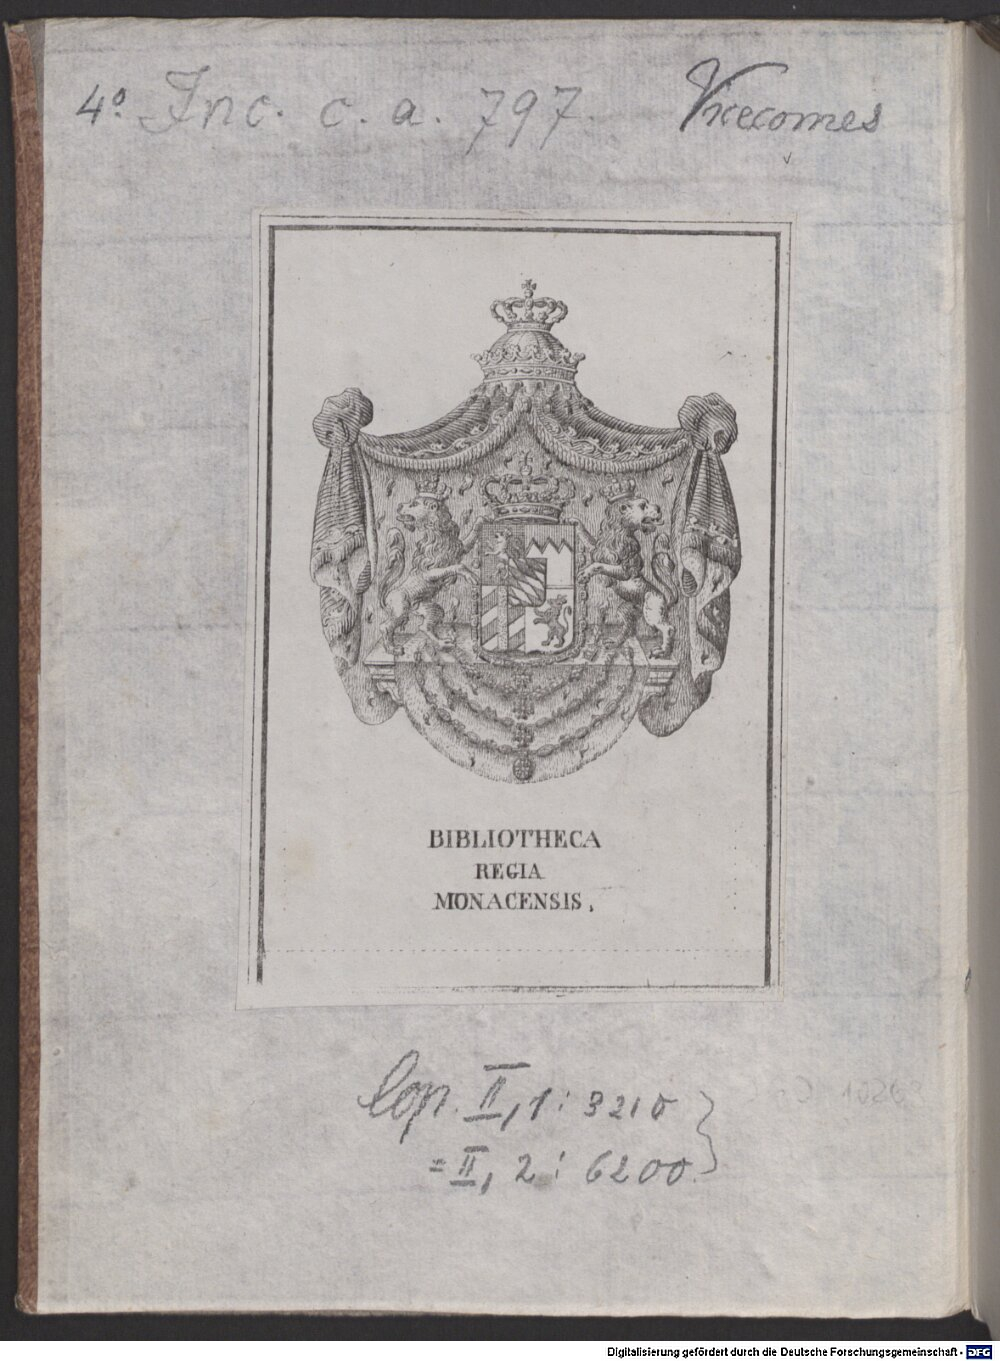 4° Inc. c. a. 797. Vicecomes
BIBLIOTHECA
REGIA
MONACENSIS.
Cop. II, 1: 3210
= II, 2: 6200.
Digitalisierung gefördert durch die Deutsche Forschungsgemeinschaft - DFG